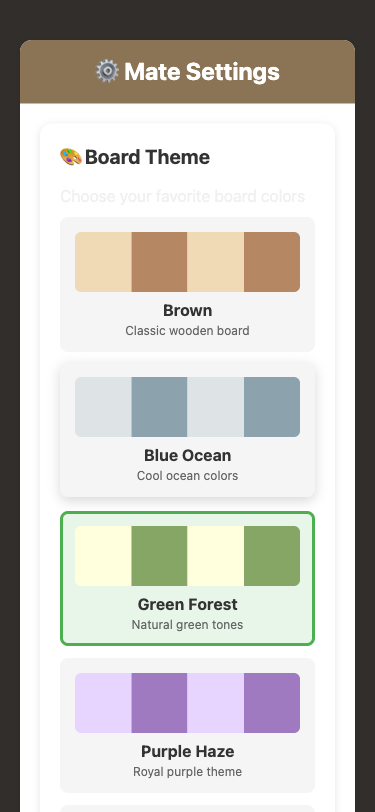 ⚙️ Mate Settings
🎨 Board Theme
Choose your favorite board colors
Brown
Classic wooden board
Blue Ocean
Cool ocean colors
Green Forest
Natural green tones
Purple Haze
Royal purple theme